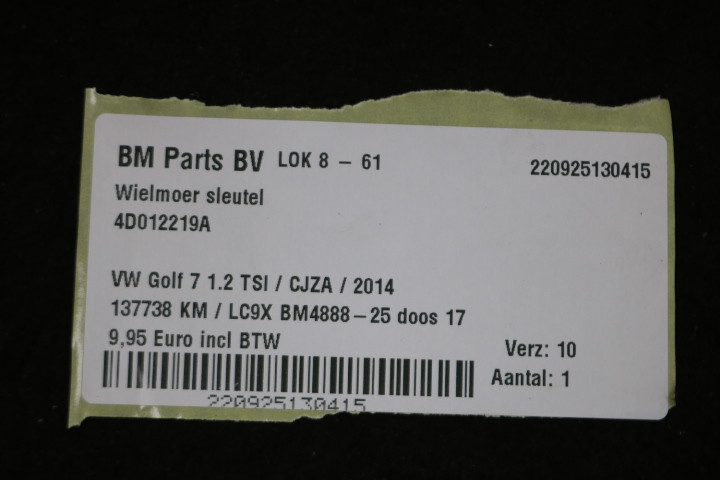 BM Parts BV LOK 8 – 61 220925130415
Wielmoer sleutel
4D012219A
VW Golf 7 1.2 TSI / CJZA / 2014
137738 KM / LC9X BM4888–25 doos 17
9,95 Euro incl BTW
Verz: 10
Aantal: 1
220925130415